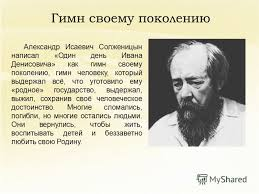 Гимн своему поколению
Александр Исаевич Солженицын
написал «Один день Ивана
Денисовича» как гимн своему
поколению, гимн человеку, который
выдержал всё, что уготовило ему
«родное» государство, выдержал,
выжил, сохранив своё человеческое
достоинство. Многие сломались,
погибли, но многие остались людьми.
Они вернулись, чтобы жить,
воспитывать детей и беззаветно
любить свою Родину.
MyShared